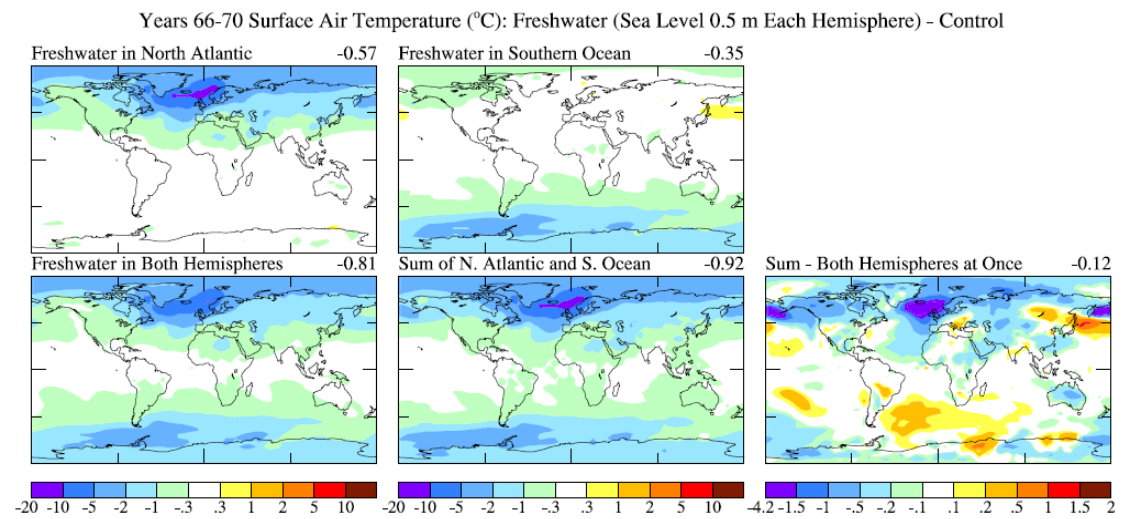 Years 66-70 Surface Air Temperature (°C): Freshwater (Sea Level 0.5 m Each Hemisphere) - Control
Freshwater in North Atlantic -0.57
Freshwater in Southern Ocean -0.35
Freshwater in Both Hemispheres -0.81
Sum of N. Atlantic and S. Ocean -0.92
Sum - Both Hemispheres at Once -0.12
-20 -10 -5 -2 -1 -.3 .3 1 2 5 10
-20 -10 -5 -2 -1 -.3 .3 1 2 5 10
-4.2 -1.5 -1 -.5 -.2 -.1 .1 .2 .5 1 1.5 2